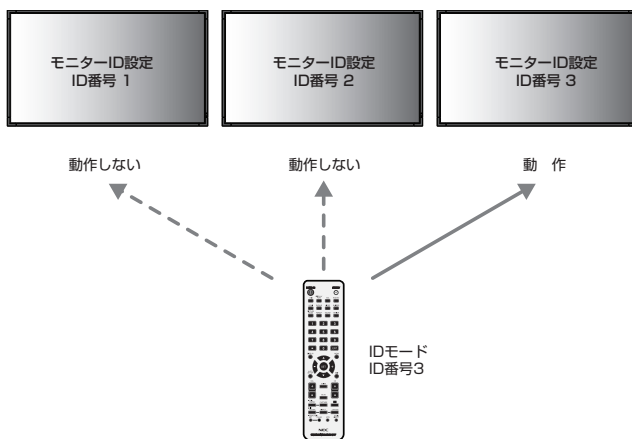 モニターID設定
ID番号 1
モニターID設定
ID番号 2
モニターID設定
ID番号 3
動作しない
動作しない
動　作
IDモード
ID番号3
NEC